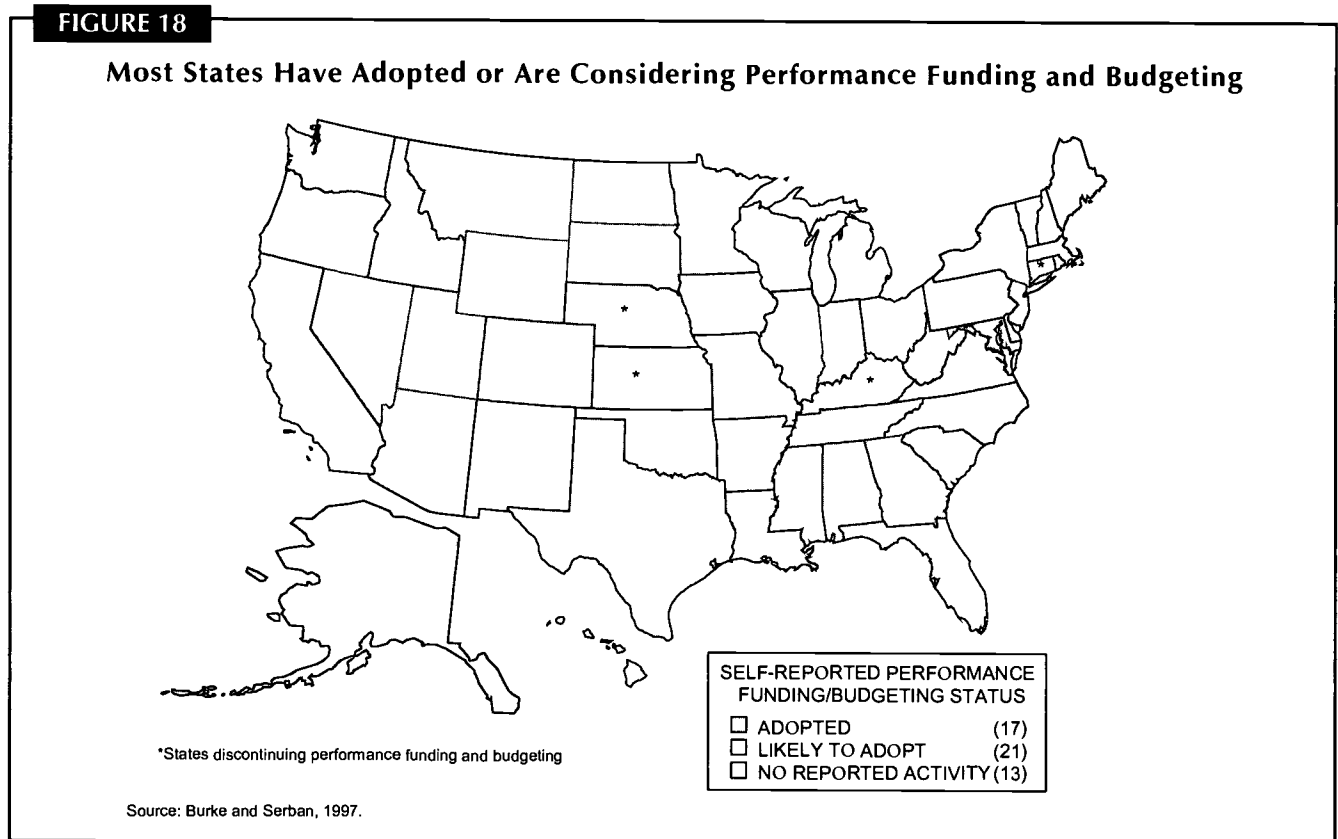 FIGURE 18
Most States Have Adopted or Are Considering Performance Funding and Budgeting
*
*
*
*
SELF-REPORTED PERFORMANCE
FUNDING/BUDGETING STATUS
ADOPTED (17)
LIKELY TO ADOPT (21)
NO REPORTED ACTIVITY (13)
*States discontinuing performance funding and budgeting
Source: Burke and Serban, 1997.